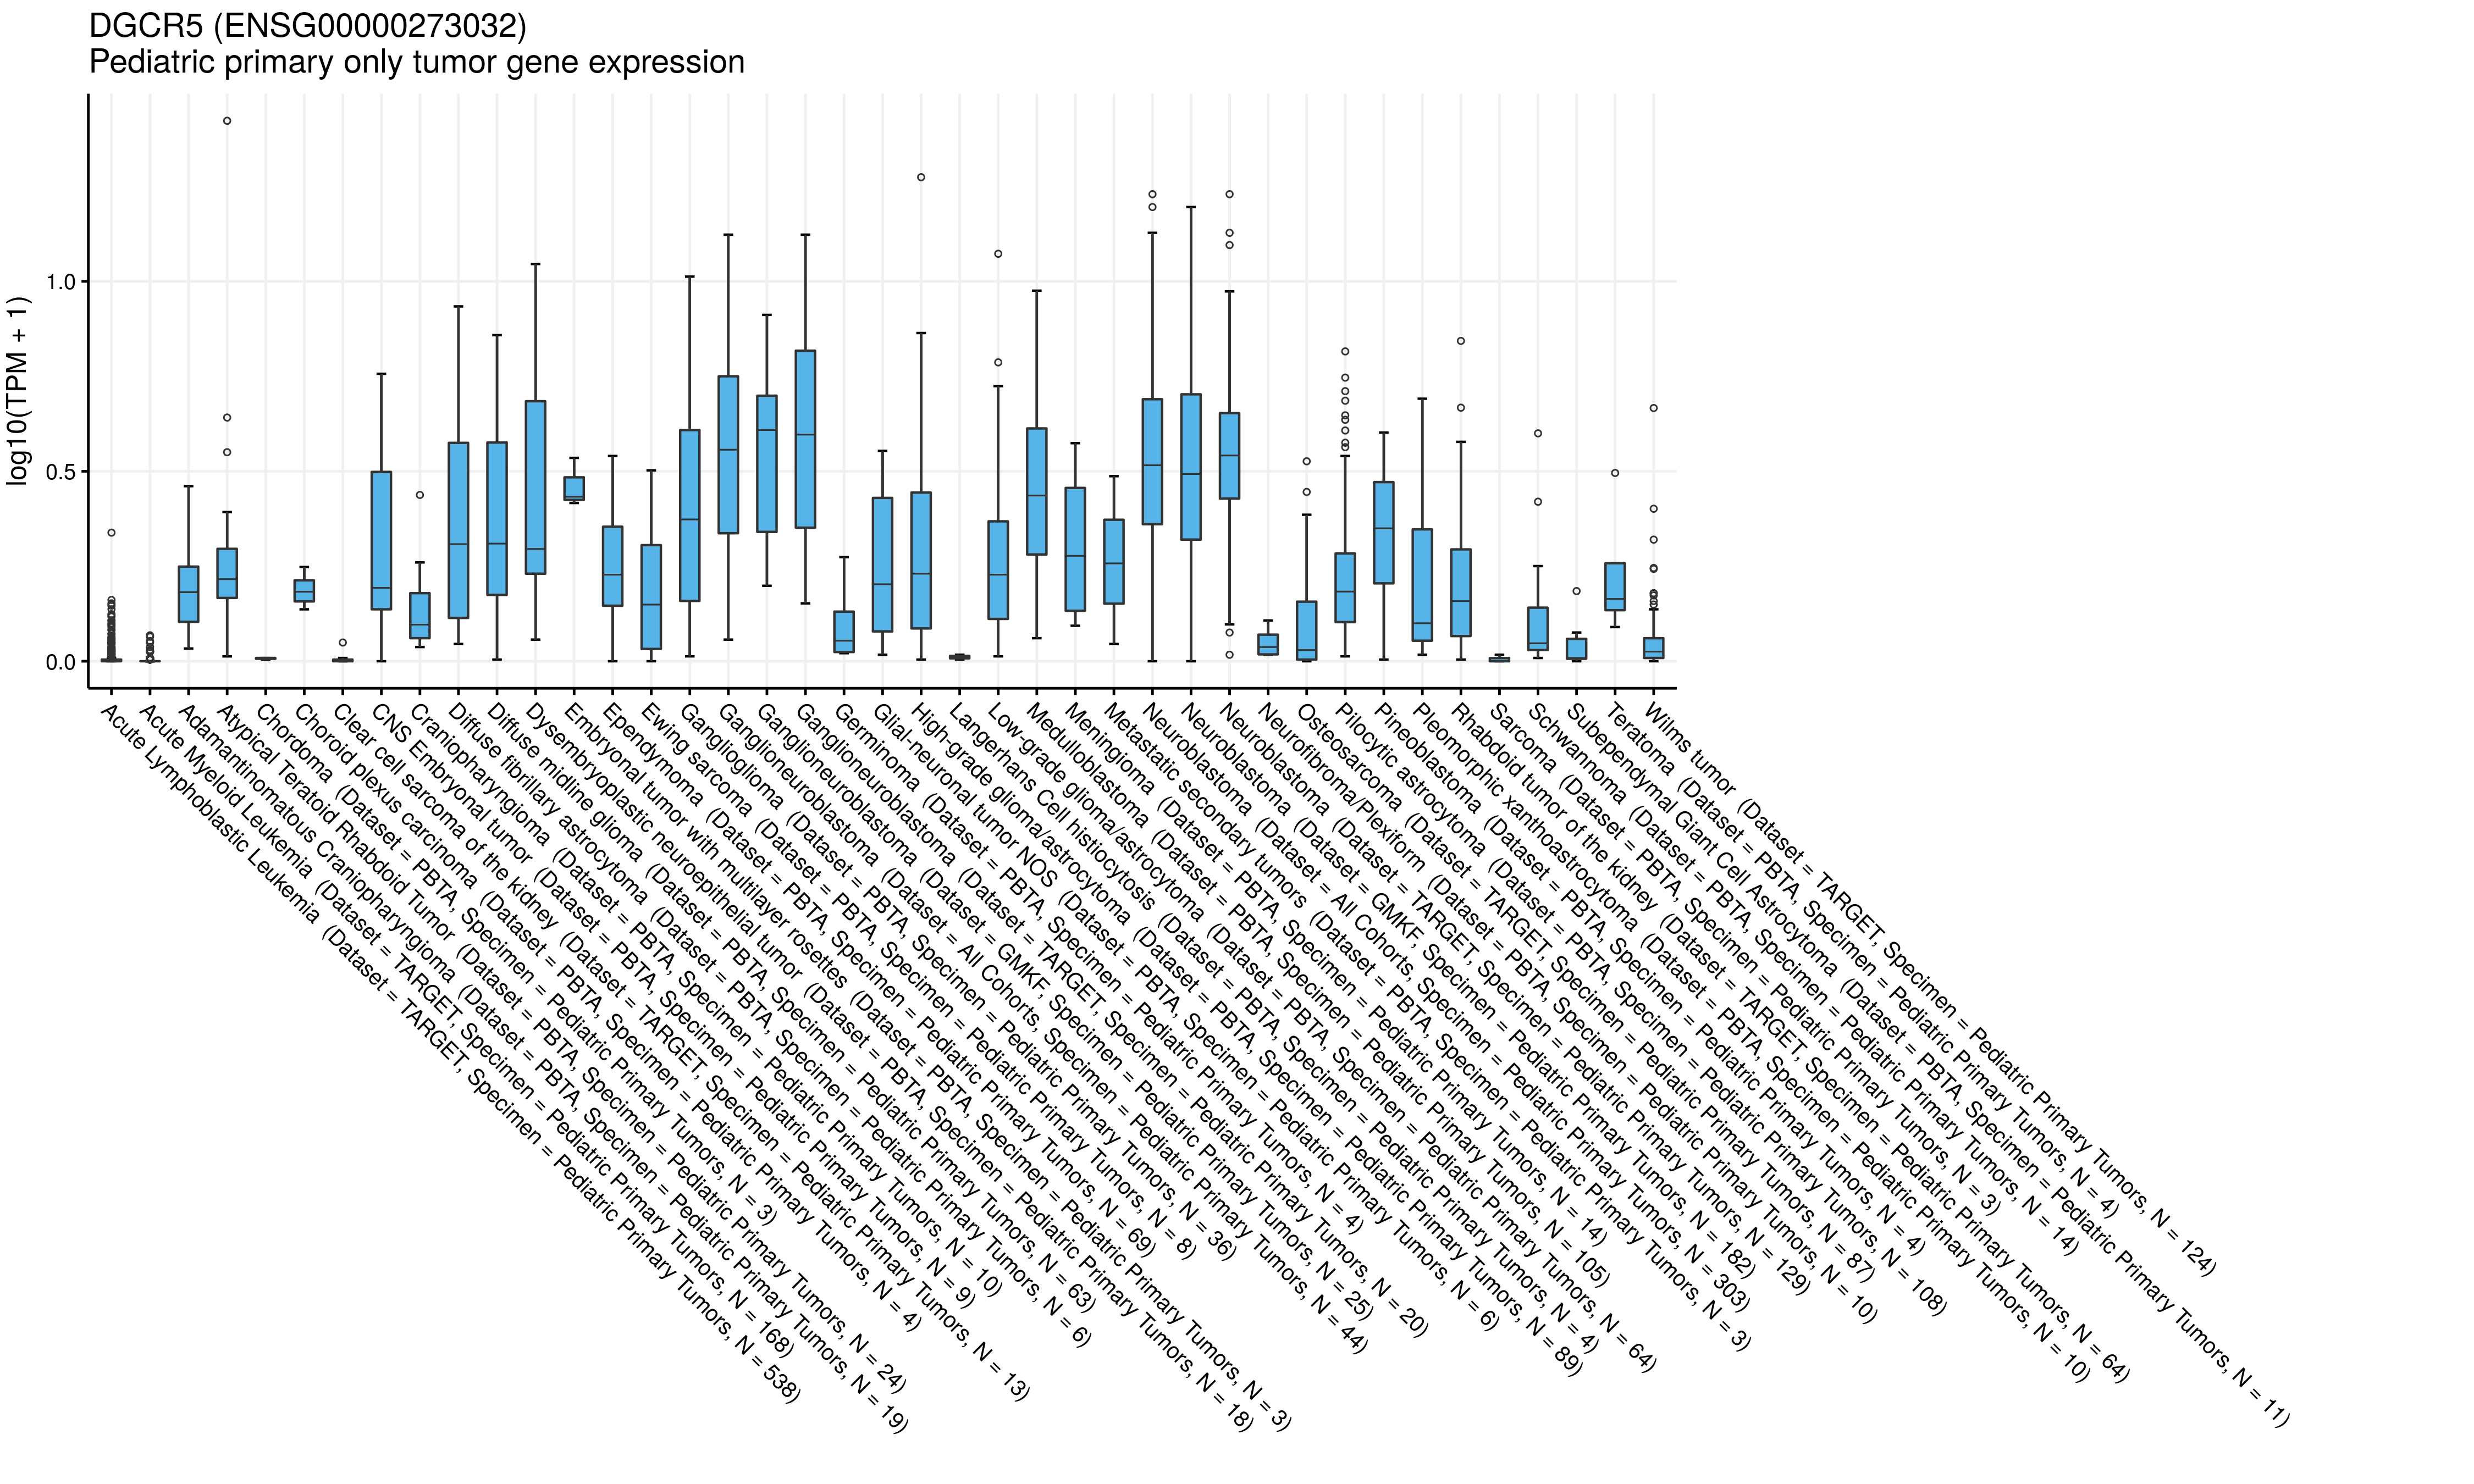 DGCR5 (ENSG00000273032)
Pediatric primary only tumor gene expression
log10(TPM + 1)
1.0
0.5
0.0
Acute Lymphoblastic Leukemia (Dataset = TARGET, Specimen = Pediatric Primary Tumors, N = 538)
Acute Myeloid Leukemia (Dataset = TARGET, Specimen = Pediatric Primary Tumors, N = 168)
Adamantinomatous Craniopharyngioma (Dataset = PBTA, Specimen = Pediatric Primary Tumors, N = 19)
Atypical Teratoid Rhabdoid Tumor (Dataset = PBTA, Specimen = Pediatric Primary Tumors, N = 24)
Chordoma (Dataset = PBTA, Specimen = Pediatric Primary Tumors, N = 3)
Choroid plexus carcinoma (Dataset = PBTA, Specimen = Pediatric Primary Tumors, N = 4)
Clear cell sarcoma of the kidney (Dataset = TARGET, Specimen = Pediatric Primary Tumors, N = 13)
CNS Embryonal tumor (Dataset = PBTA, Specimen = Pediatric Primary Tumors, N = 9)
Craniopharyngioma (Dataset = PBTA, Specimen = Pediatric Primary Tumors, N = 10)
Diffuse fibrillary astrocytoma (Dataset = PBTA, Specimen = Pediatric Primary Tumors, N = 6)
Diffuse midline glioma (Dataset = PBTA, Specimen = Pediatric Primary Tumors, N = 63)
Dysembryoplastic neuroepithelial tumor (Dataset = PBTA, Specimen = Pediatric Primary Tumors, N = 18)
Embryonal tumor with multilayer rosettes (Dataset = PBTA, Specimen = Pediatric Primary Tumors, N = 3)
Ependymoma (Dataset = PBTA, Specimen = Pediatric Primary Tumors, N = 69)
Ewing sarcoma (Dataset = PBTA, Specimen = Pediatric Primary Tumors, N = 8)
Ganglioglioma (Dataset = PBTA, Specimen = Pediatric Primary Tumors, N = 36)
Ganglioneuroblastoma (Dataset = All Cohorts, Specimen = Pediatric Primary Tumors, N = 44)
Ganglioneuroblastoma (Dataset = GMKF, Specimen = Pediatric Primary Tumors, N = 25)
Ganglioneuroblastoma (Dataset = TARGET, Specimen = Pediatric Primary Tumors, N = 20)
Germinoma (Dataset = PBTA, Specimen = Pediatric Primary Tumors, N = 4)
Glial-neuronal tumor NOS (Dataset = PBTA, Specimen = Pediatric Primary Tumors, N = 6)
High-grade glioma/astrocytoma (Dataset = PBTA, Specimen = Pediatric Primary Tumors, N = 89)
Langerhans Cell histiocytosis (Dataset = PBTA, Specimen = Pediatric Primary Tumors, N = 4)
Low-grade glioma/astrocytoma (Dataset = PBTA, Specimen = Pediatric Primary Tumors, N = 64)
Medulloblastoma (Dataset = PBTA, Specimen = Pediatric Primary Tumors, N = 105)
Meningioma (Dataset = PBTA, Specimen = Pediatric Primary Tumors, N = 14)
Metastatic secondary tumors (Dataset = PBTA, Specimen = Pediatric Primary Tumors, N = 3)
Neuroblastoma (Dataset = All Cohorts, Specimen = Pediatric Primary Tumors, N = 303)
Neuroblastoma (Dataset = GMKF, Specimen = Pediatric Primary Tumors, N = 182)
Neuroblastoma (Dataset = TARGET, Specimen = Pediatric Primary Tumors, N = 129)
Neurofibroma/Plexiform (Dataset = PBTA, Specimen = Pediatric Primary Tumors, N = 10)
Osteosarcoma (Dataset = TARGET, Specimen = Pediatric Primary Tumors, N = 87)
Pilocytic astrocytoma (Dataset = PBTA, Specimen = Pediatric Primary Tumors, N = 108)
Pineoblastoma (Dataset = PBTA, Specimen = Pediatric Primary Tumors, N = 4)
Pleomorphic xanthoastrocytoma (Dataset = PBTA, Specimen = Pediatric Primary Tumors, N = 10)
Rhabdoid tumor of the kidney (Dataset = TARGET, Specimen = Pediatric Primary Tumors, N = 64)
Sarcoma (Dataset = PBTA, Specimen = Pediatric Primary Tumors, N = 3)
Schwannoma (Dataset = PBTA, Specimen = Pediatric Primary Tumors, N = 14)
Subependymal Giant Cell Astrocytoma (Dataset = PBTA, Specimen = Pediatric Primary Tumors, N = 11)
Teratoma (Dataset = PBTA, Specimen = Pediatric Primary Tumors, N = 4)
Wilms tumor (Dataset = TARGET, Specimen = Pediatric Primary Tumors, N = 124)